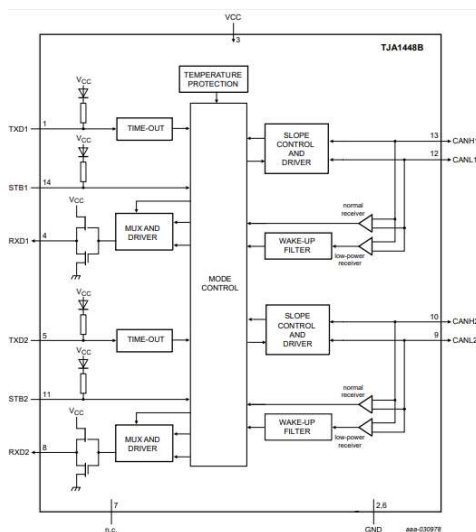 VCC
3
TJA1448B
TEMPERATURE
PROTECTION
VCC
TXD1
1
TIME-OUT
SLOPE
CONTROL
AND
DRIVER
13
CANH1
12
CANL1
VCC
STB1
14
VCC
RXD1
4
MUX AND
DRIVER
normal
receiver
WAKE-UP
FILTER
low-power
receiver
MODE
CONTROL
VCC
TXD2
5
TIME-OUT
SLOPE
CONTROL
AND
DRIVER
10
CANH2
9
CANL2
VCC
STB2
11
VCC
RXD2
8
MUX AND
DRIVER
normal
receiver
WAKE-UP
FILTER
low-power
receiver
7
n.c.
2,6
GND
aaa-030978